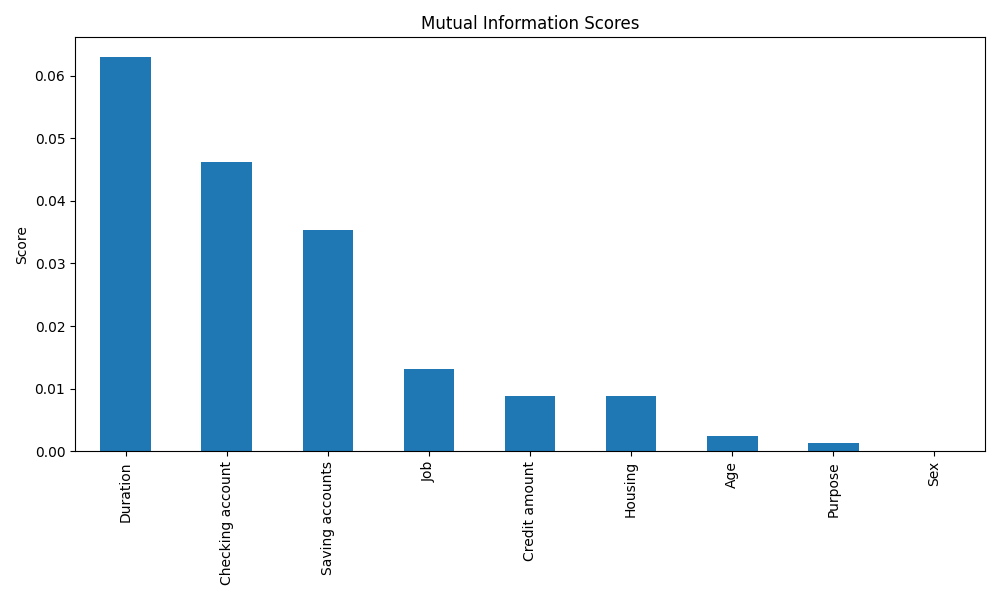 Mutual Information Scores
Score
0.06
0.05
0.04
0.03
0.02
0.01
0.00
Duration
Checking account
Saving accounts
Job
Credit amount
Housing
Age
Purpose
Sex